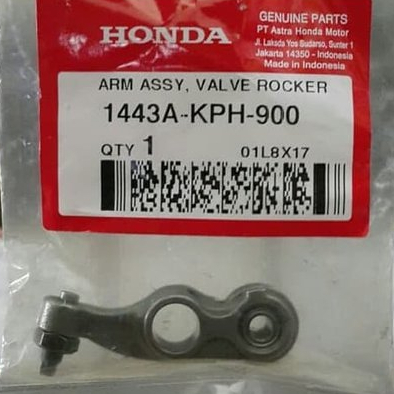 HONDA
GENUINE PARTS
PT Astra Honda Motor
Jl. Laksda Yos Sudarso, Sunter 1
Jakarta 14350 - Indonesia
Made in Indonesia
ARM ASSY, VALVE ROCKER
1443A-KPH-900
QTY 1 01L8X17